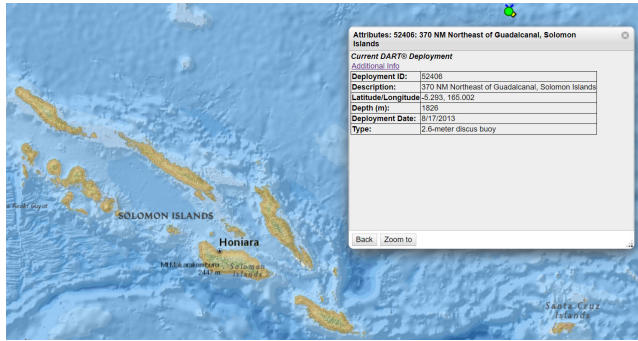 Attributes: 52406: 370 NM Northeast of Guadalcanal, Solomon
Islands
Current DART® Deployment
Additional Info
Deployment ID: 52406
Description: 370 NM Northeast of Guadalcanal, Solomon Islands
Latitude/Longitude -5.293, 165.002
Depth (m): 1826
Deployment Date: 8/17/2013
Type: 2.6-meter discus buoy
Back Zoom to
SOLOMON ISLANDS
Honiara
2447 m
Solomon
Islands
Santa Cruz
Islands